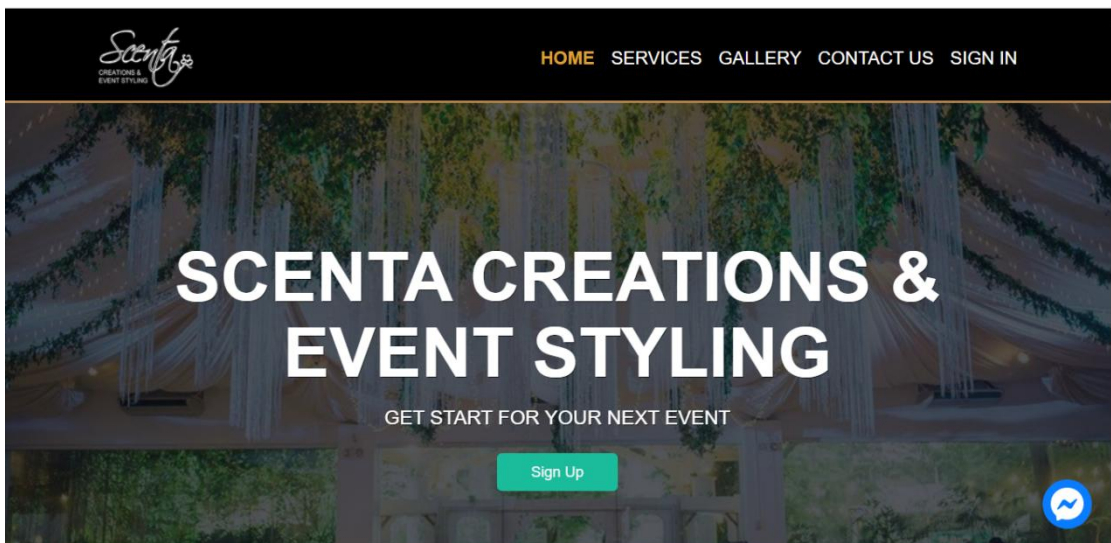 Scenta
CREATIONS &
EVENT STYLING
HOME SERVICES GALLERY CONTACT US SIGN IN
SCENTA CREATIONS &
EVENT STYLING
GET START FOR YOUR NEXT EVENT
Sign Up